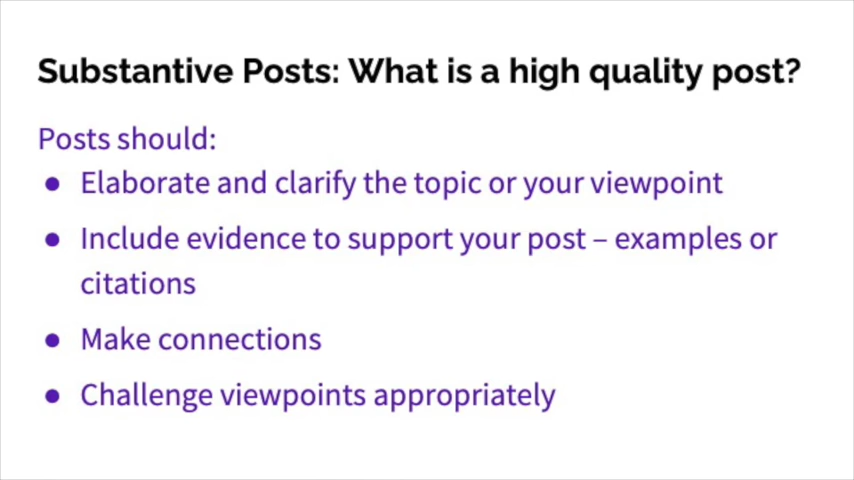 Substantive Posts: What is a high quality post?
Posts should:
● Elaborate and clarify the topic or your viewpoint
● Include evidence to support your post – examples or
citations
● Make connections
● Challenge viewpoints appropriately